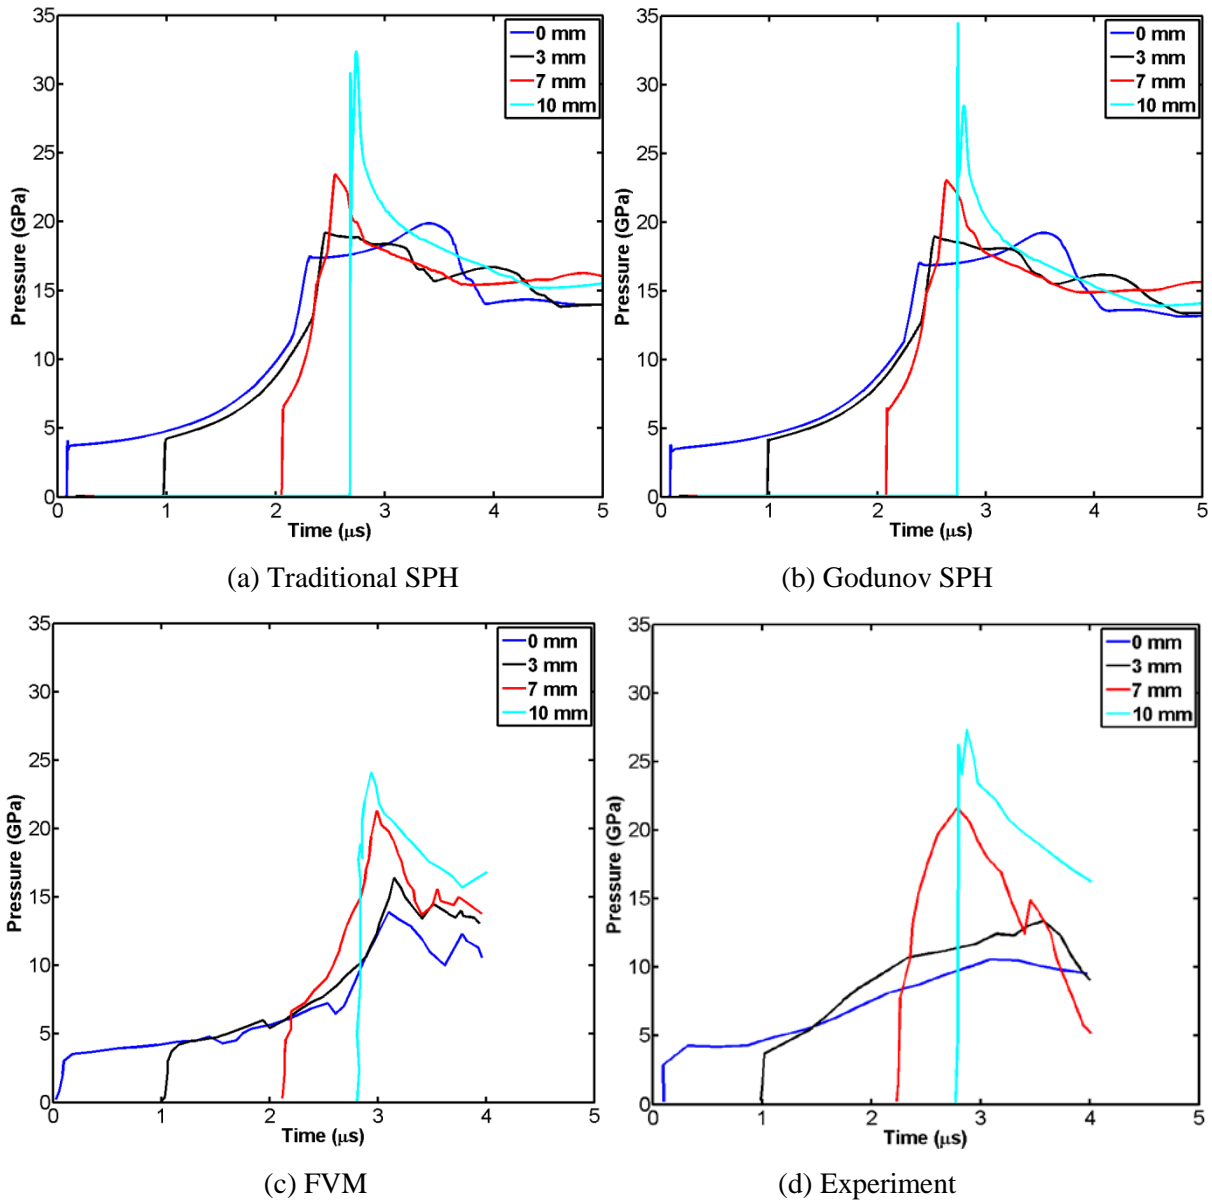 35
30
25
20
15
10
5
0
Pressure (GPa)
0 mm
3 mm
7 mm
10 mm
0 1 2 3 4 5
Time (μs)
(a) Traditional SPH
35
30
25
20
15
10
5
0
Pressure (GPa)
0 mm
3 mm
7 mm
10 mm
0 1 2 3 4 5
Time (μs)
(b) Godunov SPH
35
30
25
20
15
10
5
0
Pressure (GPa)
0 mm
3 mm
7 mm
10 mm
0 1 2 3 4 5
Time (μs)
(c) FVM
35
30
25
20
15
10
5
0
Pressure (GPa)
0 mm
3 mm
7 mm
10 mm
0 1 2 3 4 5
Time (μs)
(d) Experiment